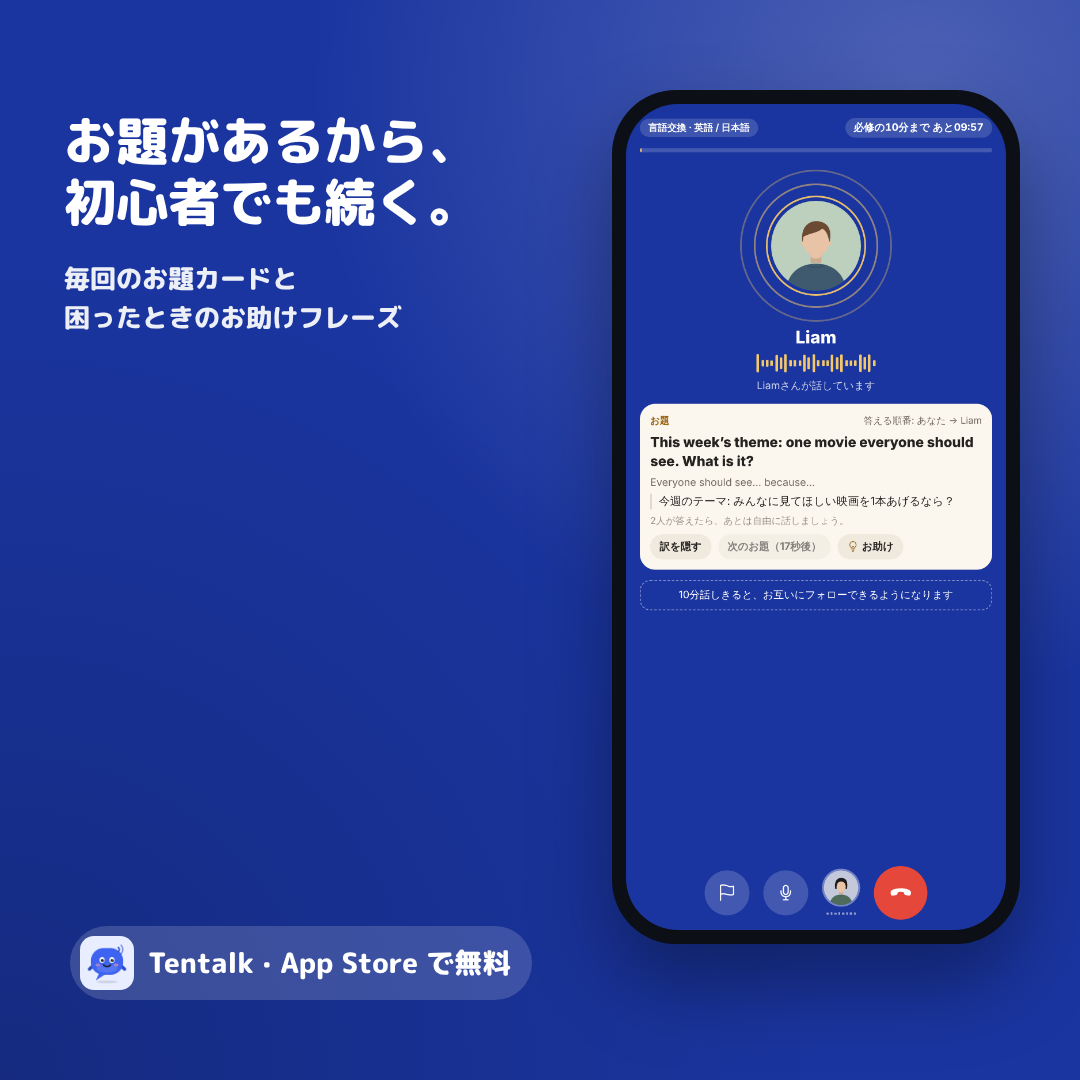 お題があるから、
初心者でも続く。
毎回のお題カードと
困ったときのお助けフレーズ
言語交換・英語 / 日本語
必修の10分まで あと09:57
Liam
Liamさんが話しています
お題
答える順番: あなた → Liam
This week’s theme: one movie everyone should
see. What is it?
Everyone should see… because…
今週のテーマ: みんなに見てほしい映画を1本あげるなら？
2人が答えたら、あとは自由に話しましょう。
訳を隠す
次のお題（17秒後）
お助け
10分話しきると、お互いにフォローできるようになります
Tentalk・App Store で無料